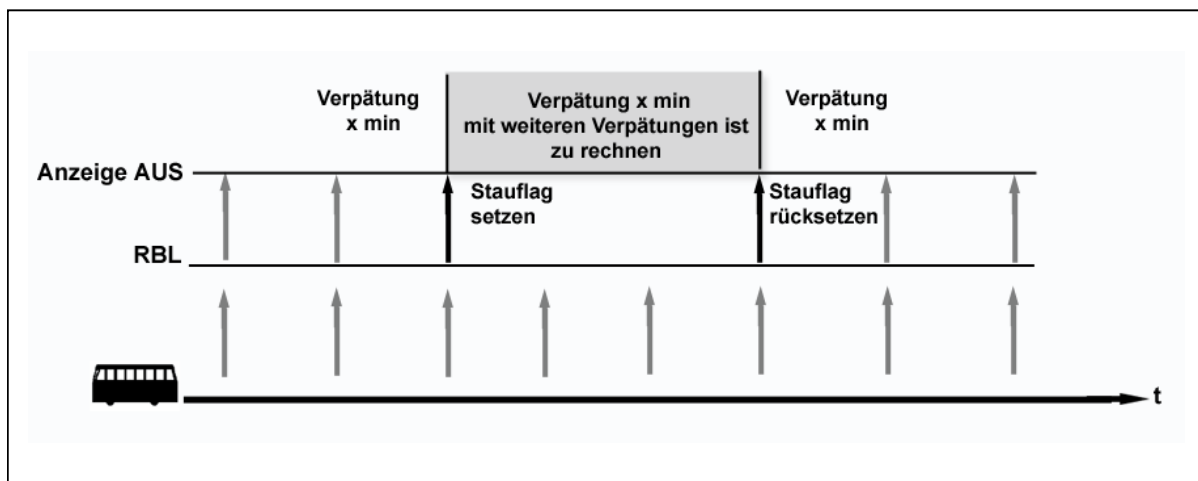 Verpätung
x min
Verpätung x min
mit weiteren Verpätungen ist
zu rechnen
Verpätung
x min
Anzeige AUS
Stauflag
setzen
Stauflag
rücksetzen
RBL
t